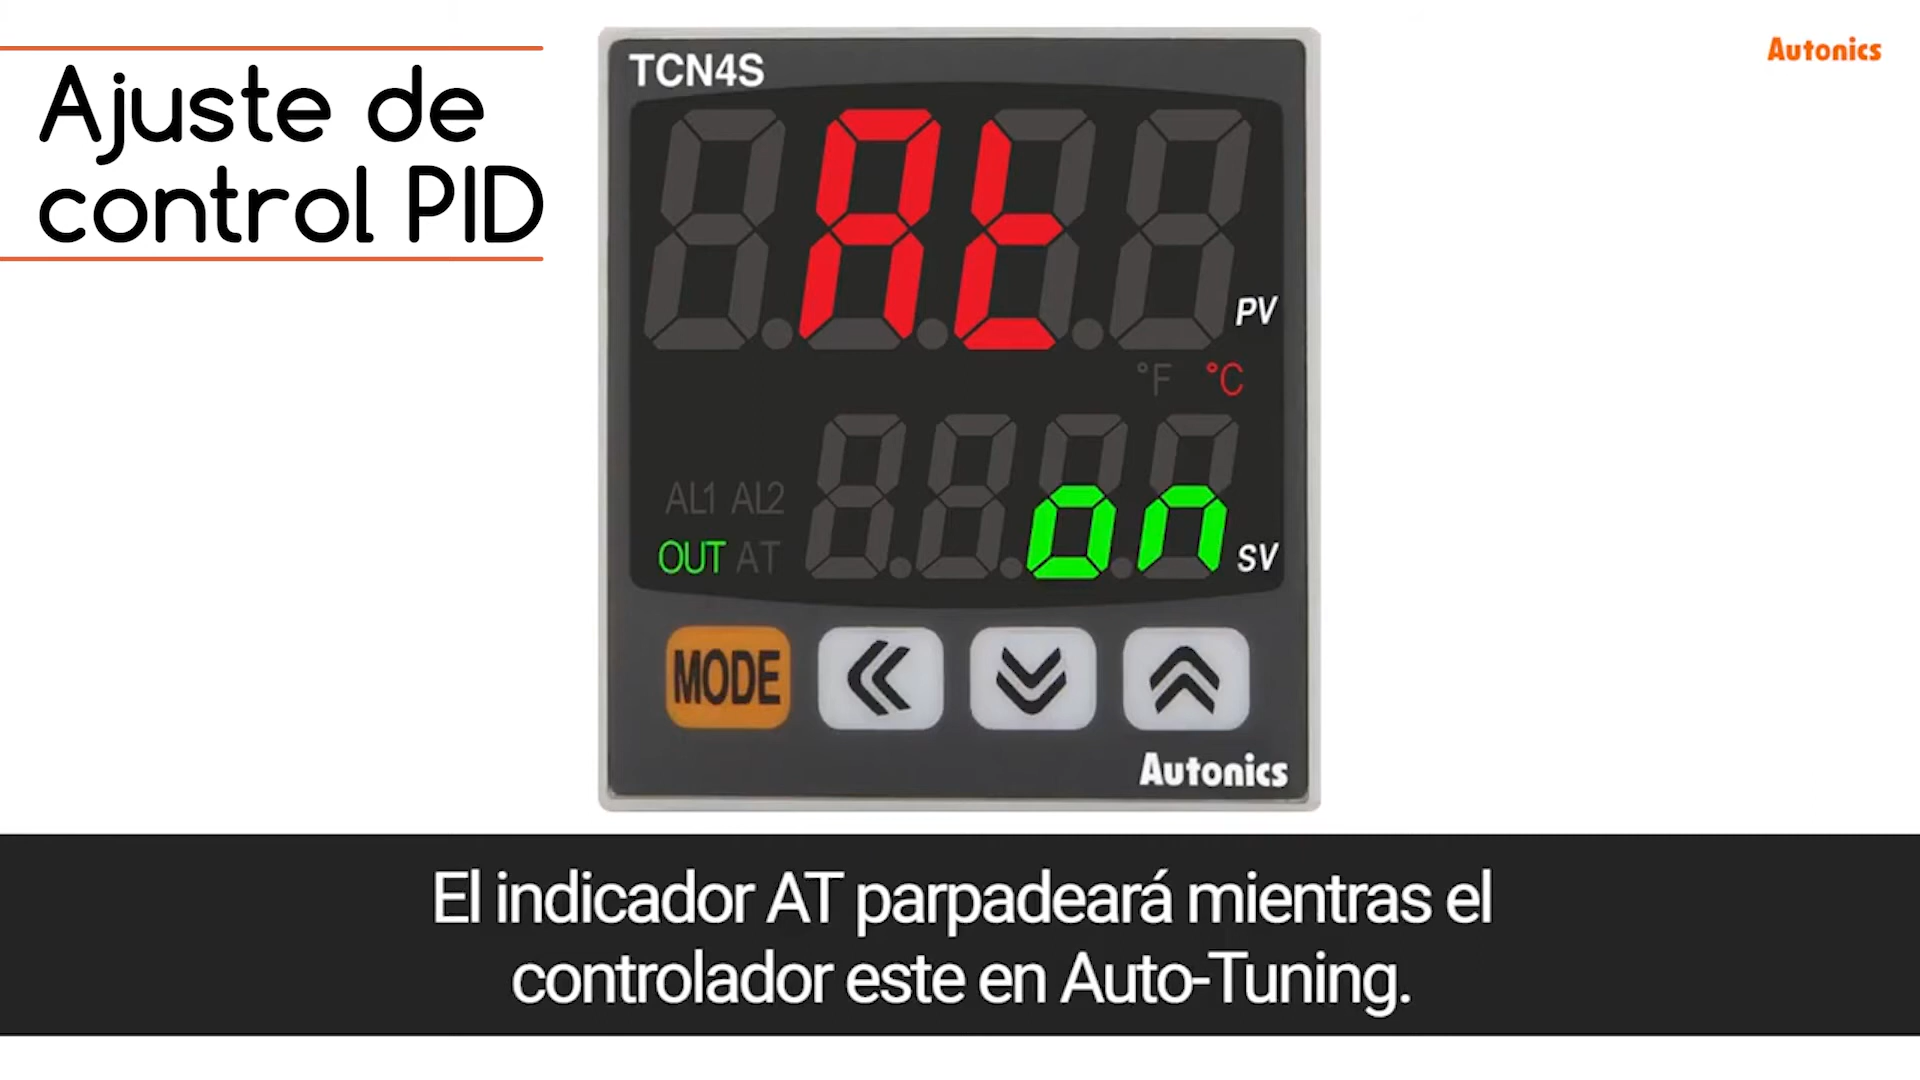 Ajuste de
control PID
Autonics
TCN4S
At
PV
°F °C
AL1 AL2
OUT AT
on
SV
MODE
Autonics
El indicador AT parpadeará mientras el
controlador este en Auto-Tuning.